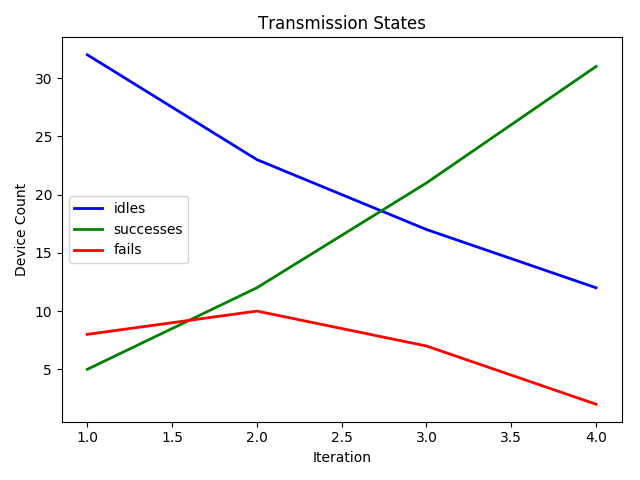 Transmission States
Device Count
30
25
20
15
10
5
idles
successes
fails
1.0 1.5 2.0 2.5 3.0 3.5 4.0
Iteration